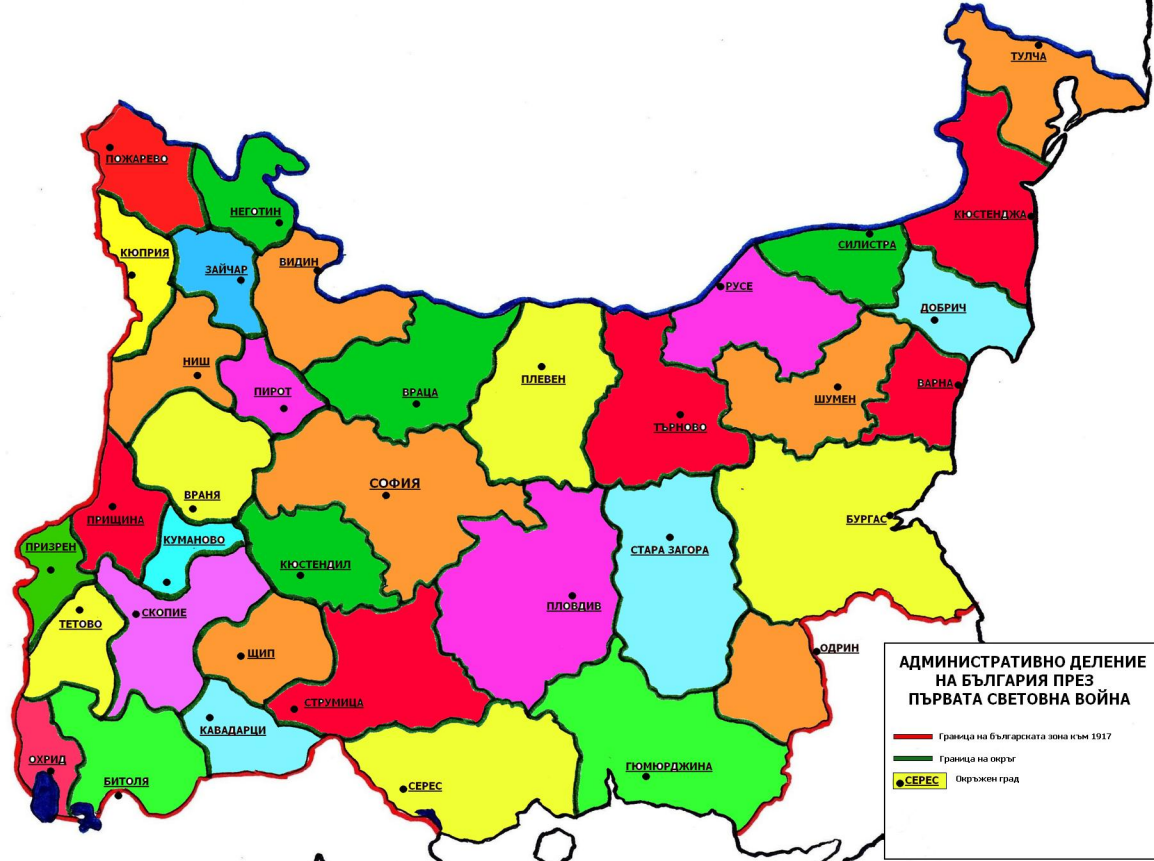 ТУЛЧА
ПОЖАРЕВО
НЕГОТИН
КЮСТЕНДЖА
СИЛИСТРА
КЮПРИЯ
ЗАЙЧАР
ВИДИН
РУСЕ
ДОБРИЧ
НИШ
ПИРОТ
ВРАЦА
ПЛЕВЕН
ШУМЕН
ВАРНА
ТЪРНОВО
СОФИЯ
ВРАНЯ
ПРИЩИНА
БУРГАС
КУМАНОВО
ПРИЗРЕН
СТАРА ЗАГОРА
КЮСТЕНДИЛ
ПЛОВДИВ
СКОПИЕ
ТЕТОВО
ЩИП
ОДРИН
СТРУМИЦА
КАВАДАРЦИ
ОХРИД
БИТОЛЯ
СЕРЕС
ГЮМЮРДЖИНА
АДМИНИСТРАТИВНО ДЕЛЕНИЕ
НА БЪЛГАРИЯ ПРЕЗ
ПЪРВАТА СВЕТОВНА ВОЙНА
Граница на българската зона към 1917
Граница на окръг
СЕРЕС Окръжен град